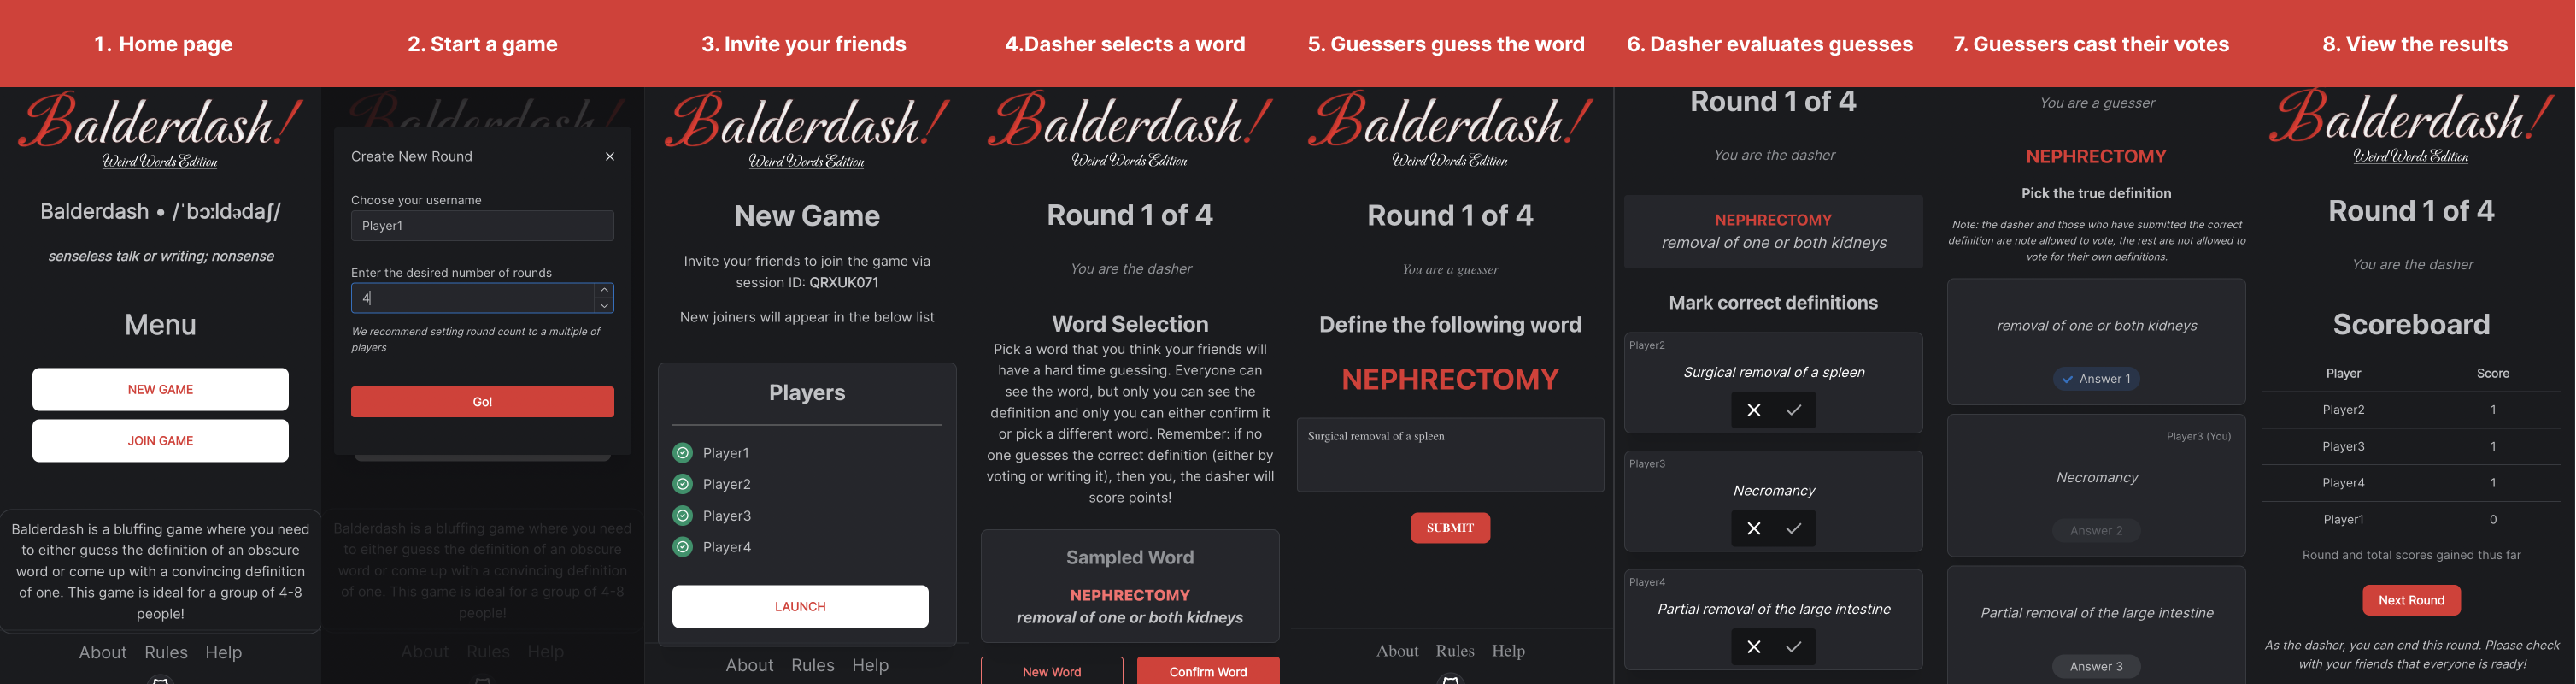 1. Home page
Balderdash!
Weird Words Edition
Balderdash • /ˈbɔːldədaʃ/
senseless talk or writing; nonsense
Menu
NEW GAME
JOIN GAME
Balderdash is a bluffing game where you need
to either guess the definition of an obscure
word or come up with a convincing definition
of one. This game is ideal for a group of 4-8
people!
About Rules Help
2. Start a game
Balderdash!
Create New Round
Choose your username
Player1
Enter the desired number of rounds
4
We recommend setting round count to a multiple of
players
Go!
Balderdash is a bluffing game where you need
to either guess the definition of an obscure
word or come up with a convincing definition
of one. This game is ideal for a group of 4-8
people!
About Rules Help
3. Invite your friends
Balderdash!
Weird Words Edition
New Game
Invite your friends to join the game via
session ID: QRXUK071
New joiners will appear in the below list
Players
Player1
Player2
Player3
Player4
LAUNCH
About Rules Help
4.Dasher selects a word
Balderdash!
Weird Words Edition
Round 1 of 4
You are the dasher
Word Selection
Pick a word that you think your friends will
have a hard time guessing. Everyone can
see the word, but only you can see the
definition and only you can either confirm it
or pick a different word. Remember: if no
one guesses the correct definition (either by
voting or writing it), then you, the dasher will
score points!
Sampled Word
NEPHRECTOMY
removal of one or both kidneys
New Word
Confirm Word
5. Guessers guess the word
Balderdash!
Weird Words Edition
Round 1 of 4
You are a guesser
Define the following word
NEPHRECTOMY
Surgical removal of a spleen
SUBMIT
About Rules Help
6. Dasher evaluates guesses
Round 1 of 4
You are the dasher
NEPHRECTOMY
removal of one or both kidneys
Mark correct definitions
Player2
Surgical removal of a spleen
Player3
Necromancy
Player4
Partial removal of the large intestine
7. Guessers cast their votes
You are a guesser
NEPHRECTOMY
Pick the true definition
Note: the dasher and those who have submitted the correct
definition are note allowed to vote, the rest are not allowed to
vote for their own definitions.
removal of one or both kidneys
Answer 1
Player3 (You)
Necromancy
Answer 2
Partial removal of the large intestine
Answer 3
8. View the results
Balderdash!
Weird Words Edition
Round 1 of 4
You are the dasher
Scoreboard
Player Score
Player2 1
Player3 1
Player4 1
Player1 0
Round and total scores gained thus far
Next Round
As the dasher, you can end this round. Please check
with your friends that everyone is ready!